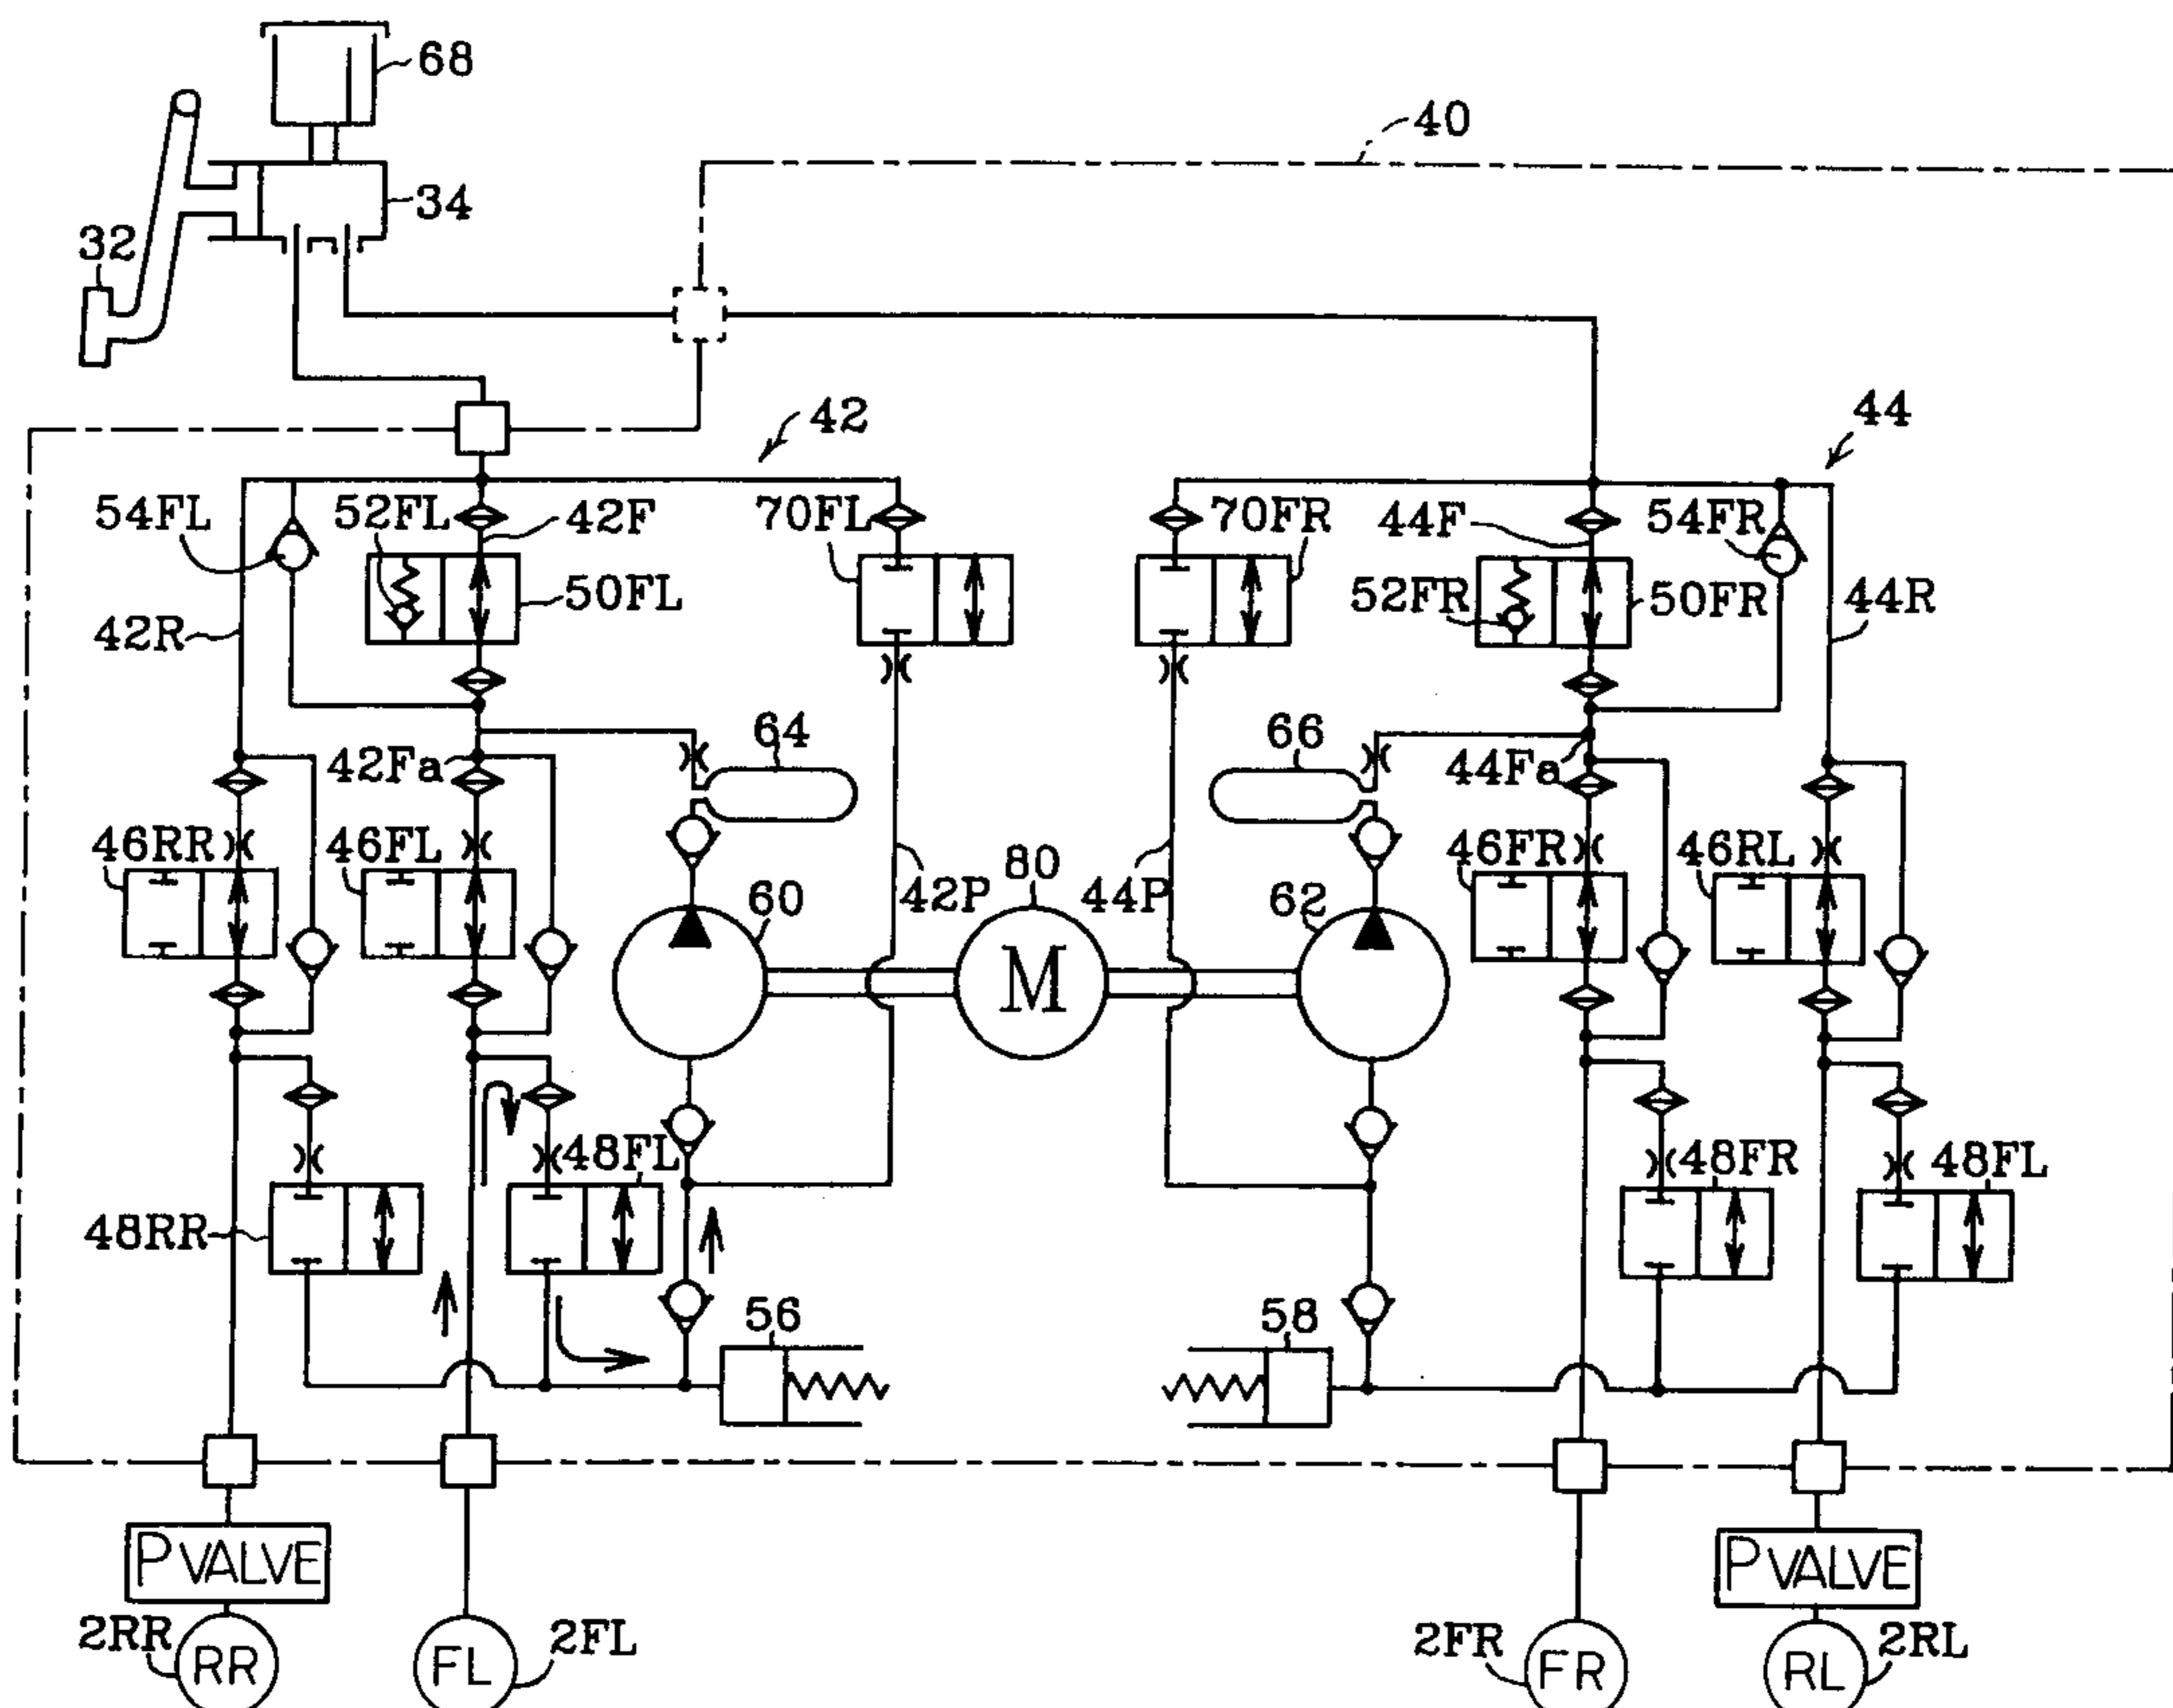 68
40
34
32
42
44
54FL
52FL
42F
70FL
70FR
44F
54FR
50FL
52FR
50FR
42R
44R
64
66
42Fa
44Fa
46RR
46FL
46FR
46RL
60
42P
80
44P
62
M
48FL
48FR
48FL
48RR
56
58
P VALVE
P VALVE
2RR
RR
FL
2FL
2FR
FR
RL
2RL